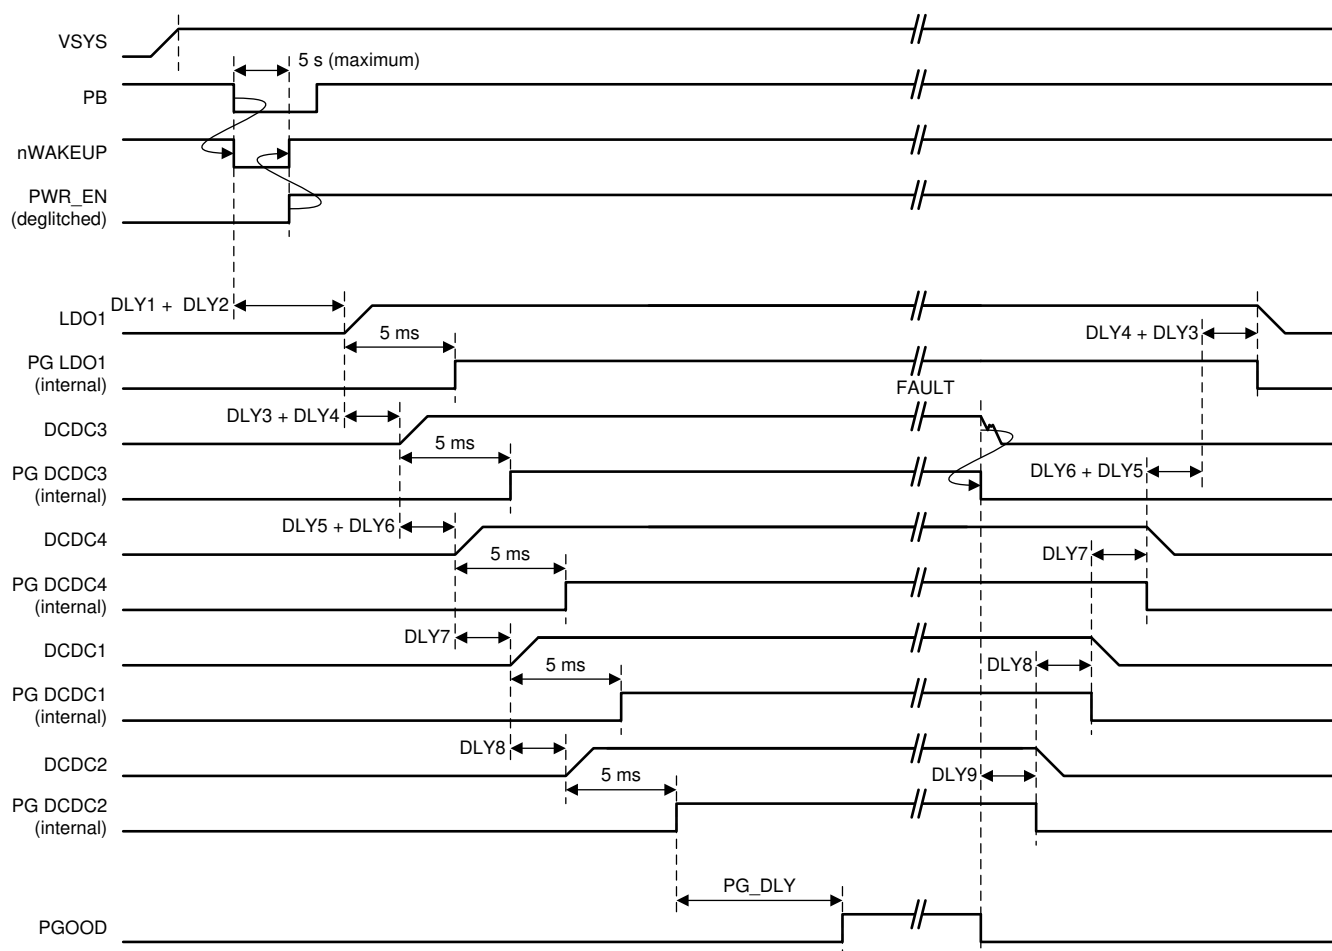 VSYS
5 s (maximum)
PB
nWAKEUP
PWR_EN
(deglitched)
DLY1 + DLY2
LDO1
5 ms
DLY4 + DLY3
PG LDO1
(internal)
FAULT
DLY3 + DLY4
DCDC3
5 ms
DLY6 + DLY5
PG DCDC3
(internal)
DLY5 + DLY6
DCDC4
5 ms
DLY7
PG DCDC4
(internal)
DLY7
DCDC1
5 ms
DLY8
PG DCDC1
(internal)
DLY8
DCDC2
5 ms
DLY9
PG DCDC2
(internal)
PG_DLY
PGOOD